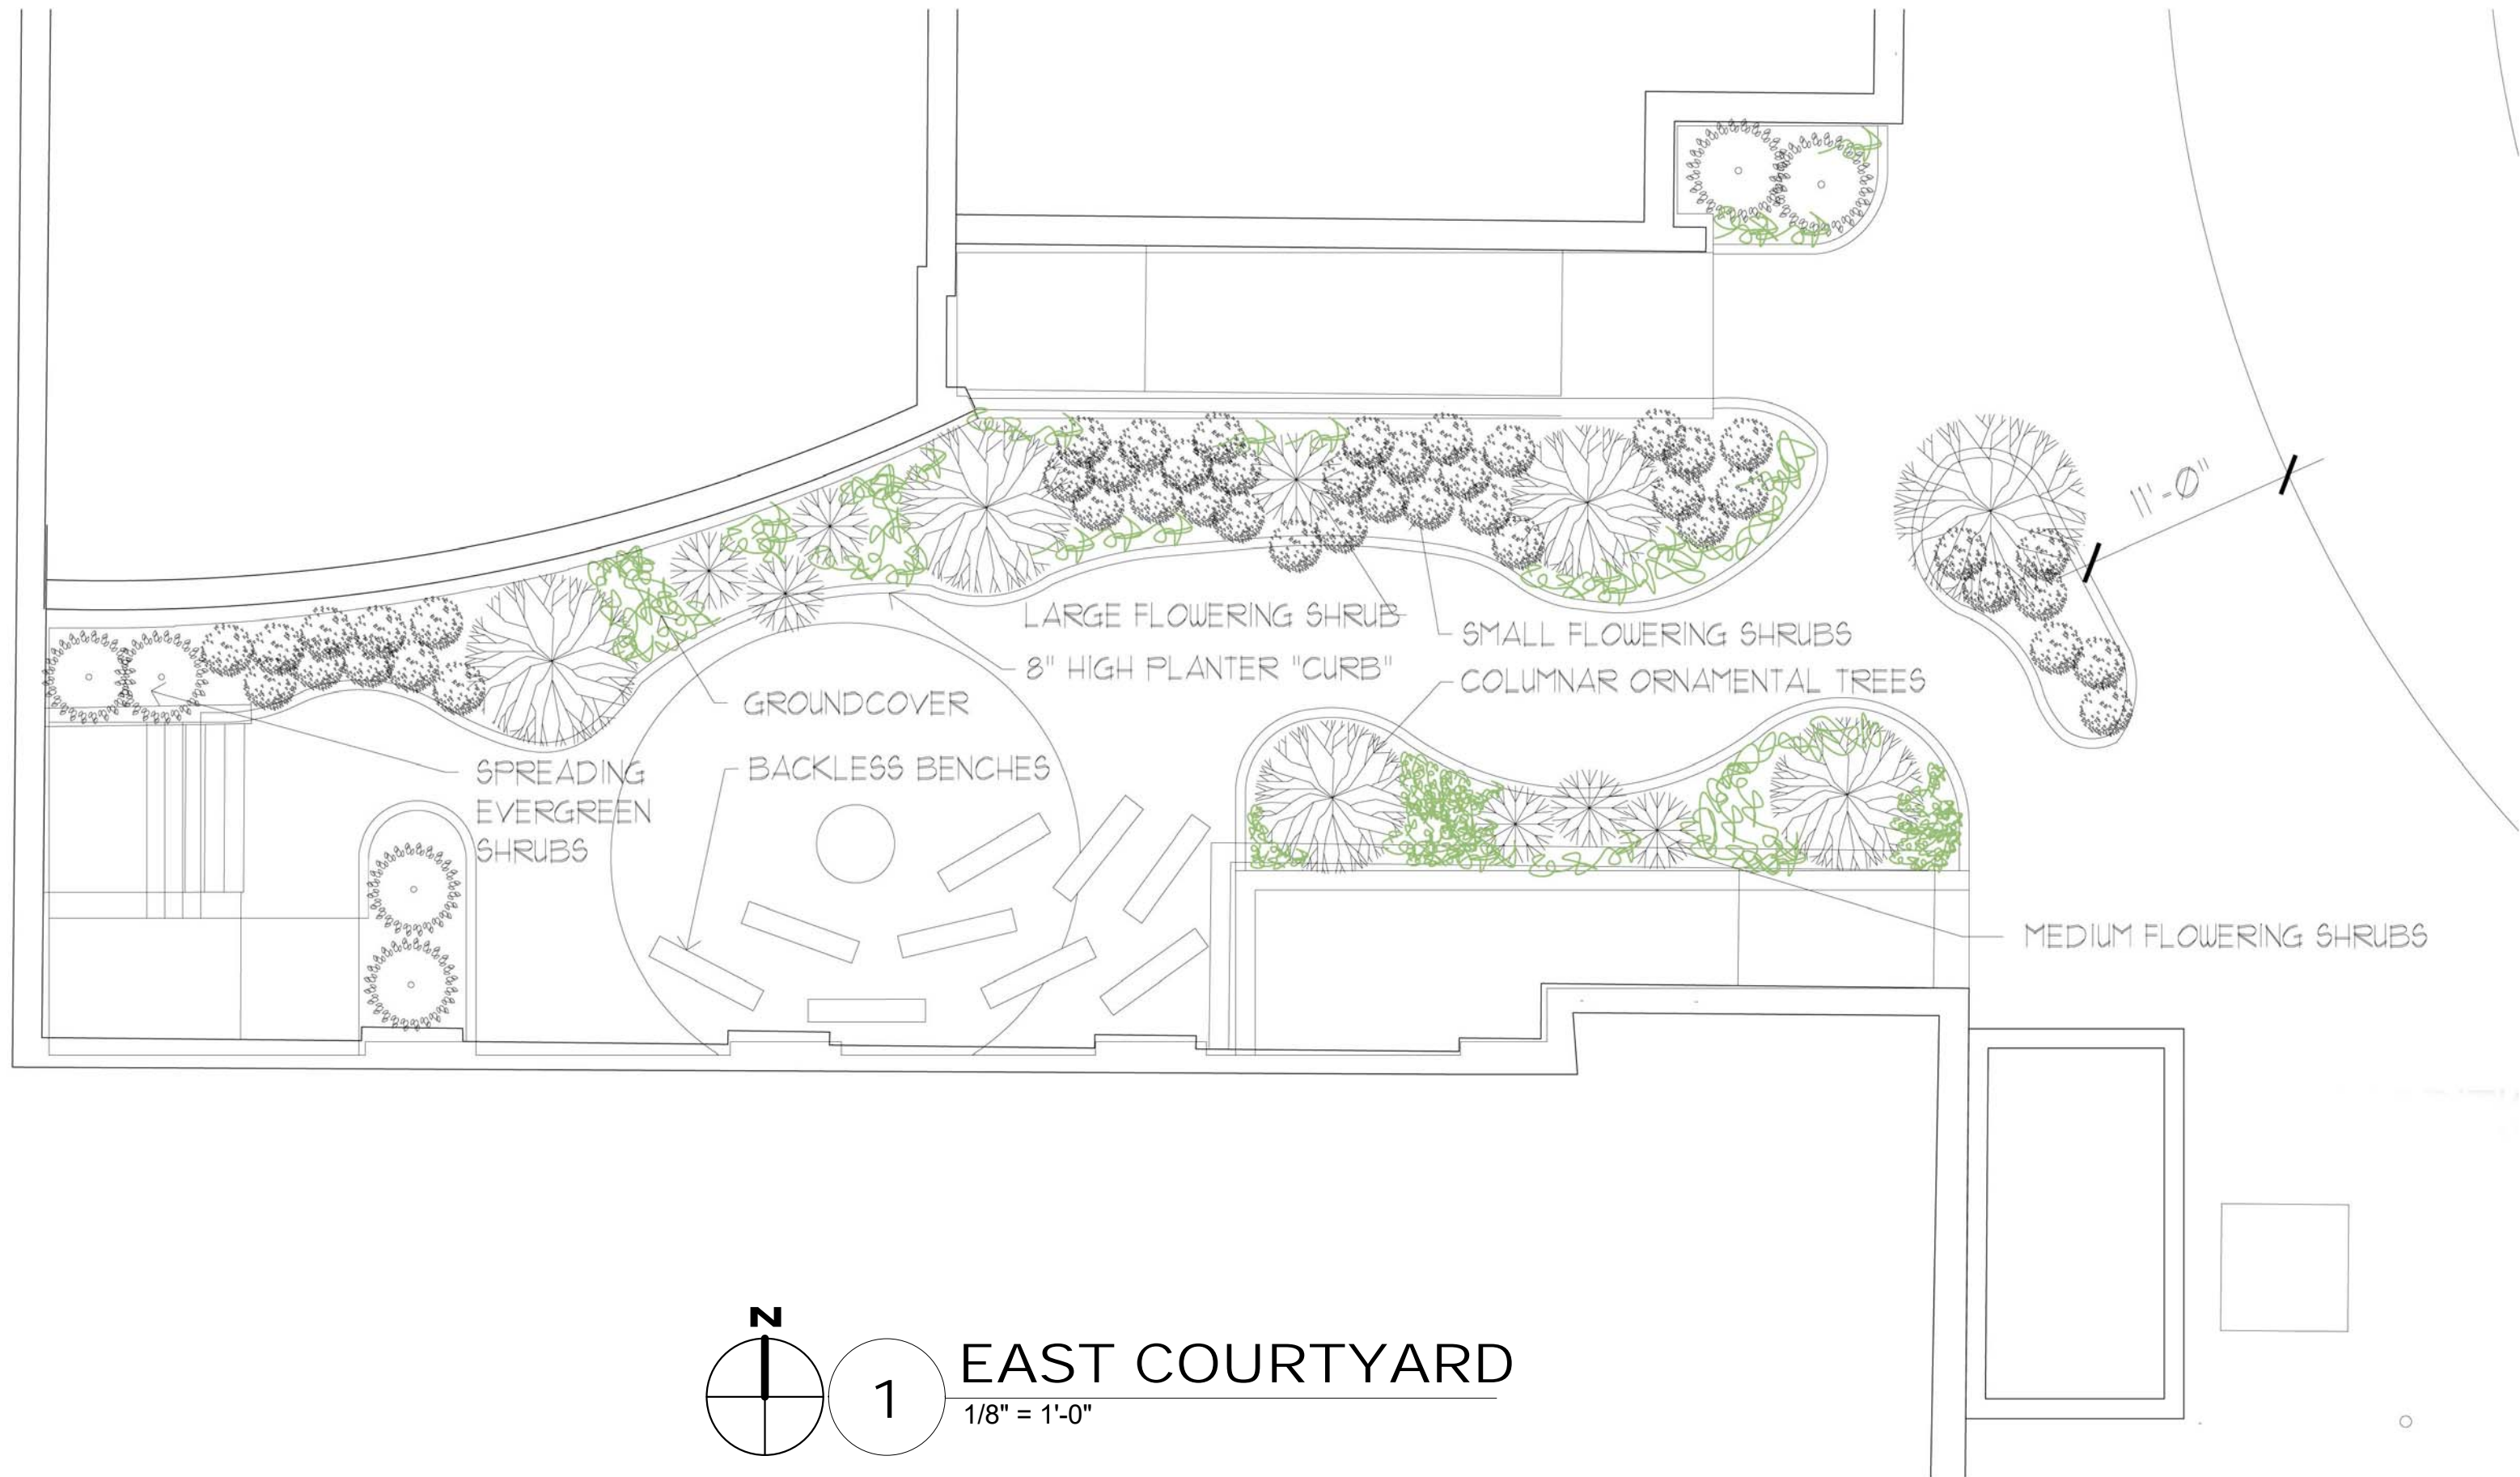 11'-0"
LARGE FLOWERING SHRUB
SMALL FLOWERING SHRUBS
8" HIGH PLANTER "CURB"
COLUMNAR ORNAMENTAL TREES
GROUNDCOVER
SPREADING
EVERGREEN
SHRUBS
BACKLESS BENCHES
MEDIUM FLOWERING SHRUBS
N
1
EAST COURTYARD
1/8" = 1'-0"